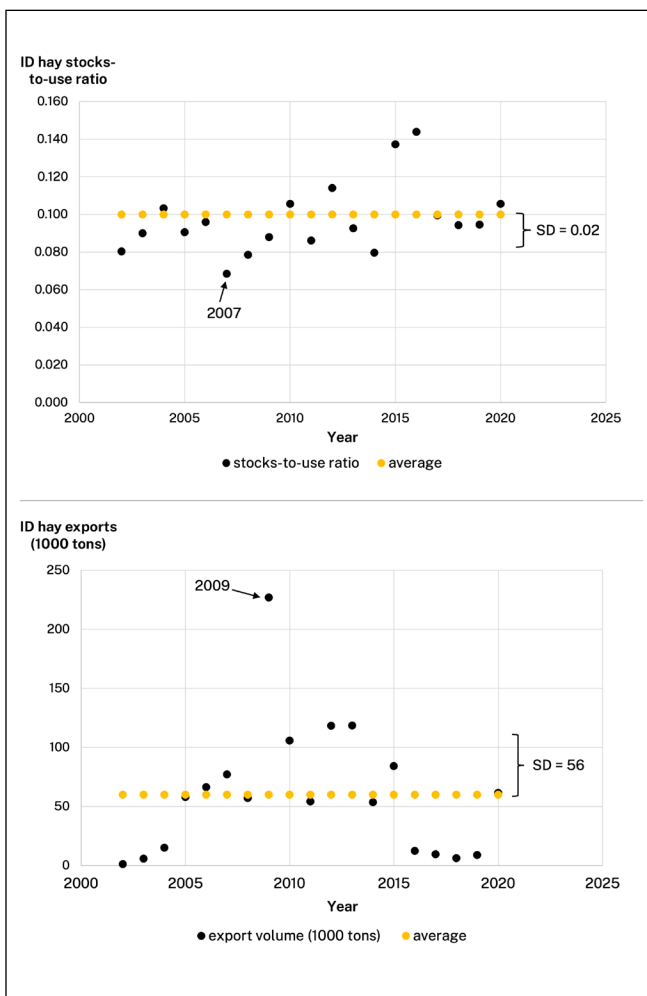 ID hay stocks-
to-use ratio
0.160
0.140
0.120
0.100
0.080
0.060
0.040
0.020
0.000
SD = 0.02
2007
2000 2005 2010 2015 2020 2025
Year
stocks-to-use ratio average
ID hay exports
(1000 tons)
250
200
150
100
50
0
2009
SD = 56
2000 2005 2010 2015 2020 2025
Year
export volume (1000 tons) average